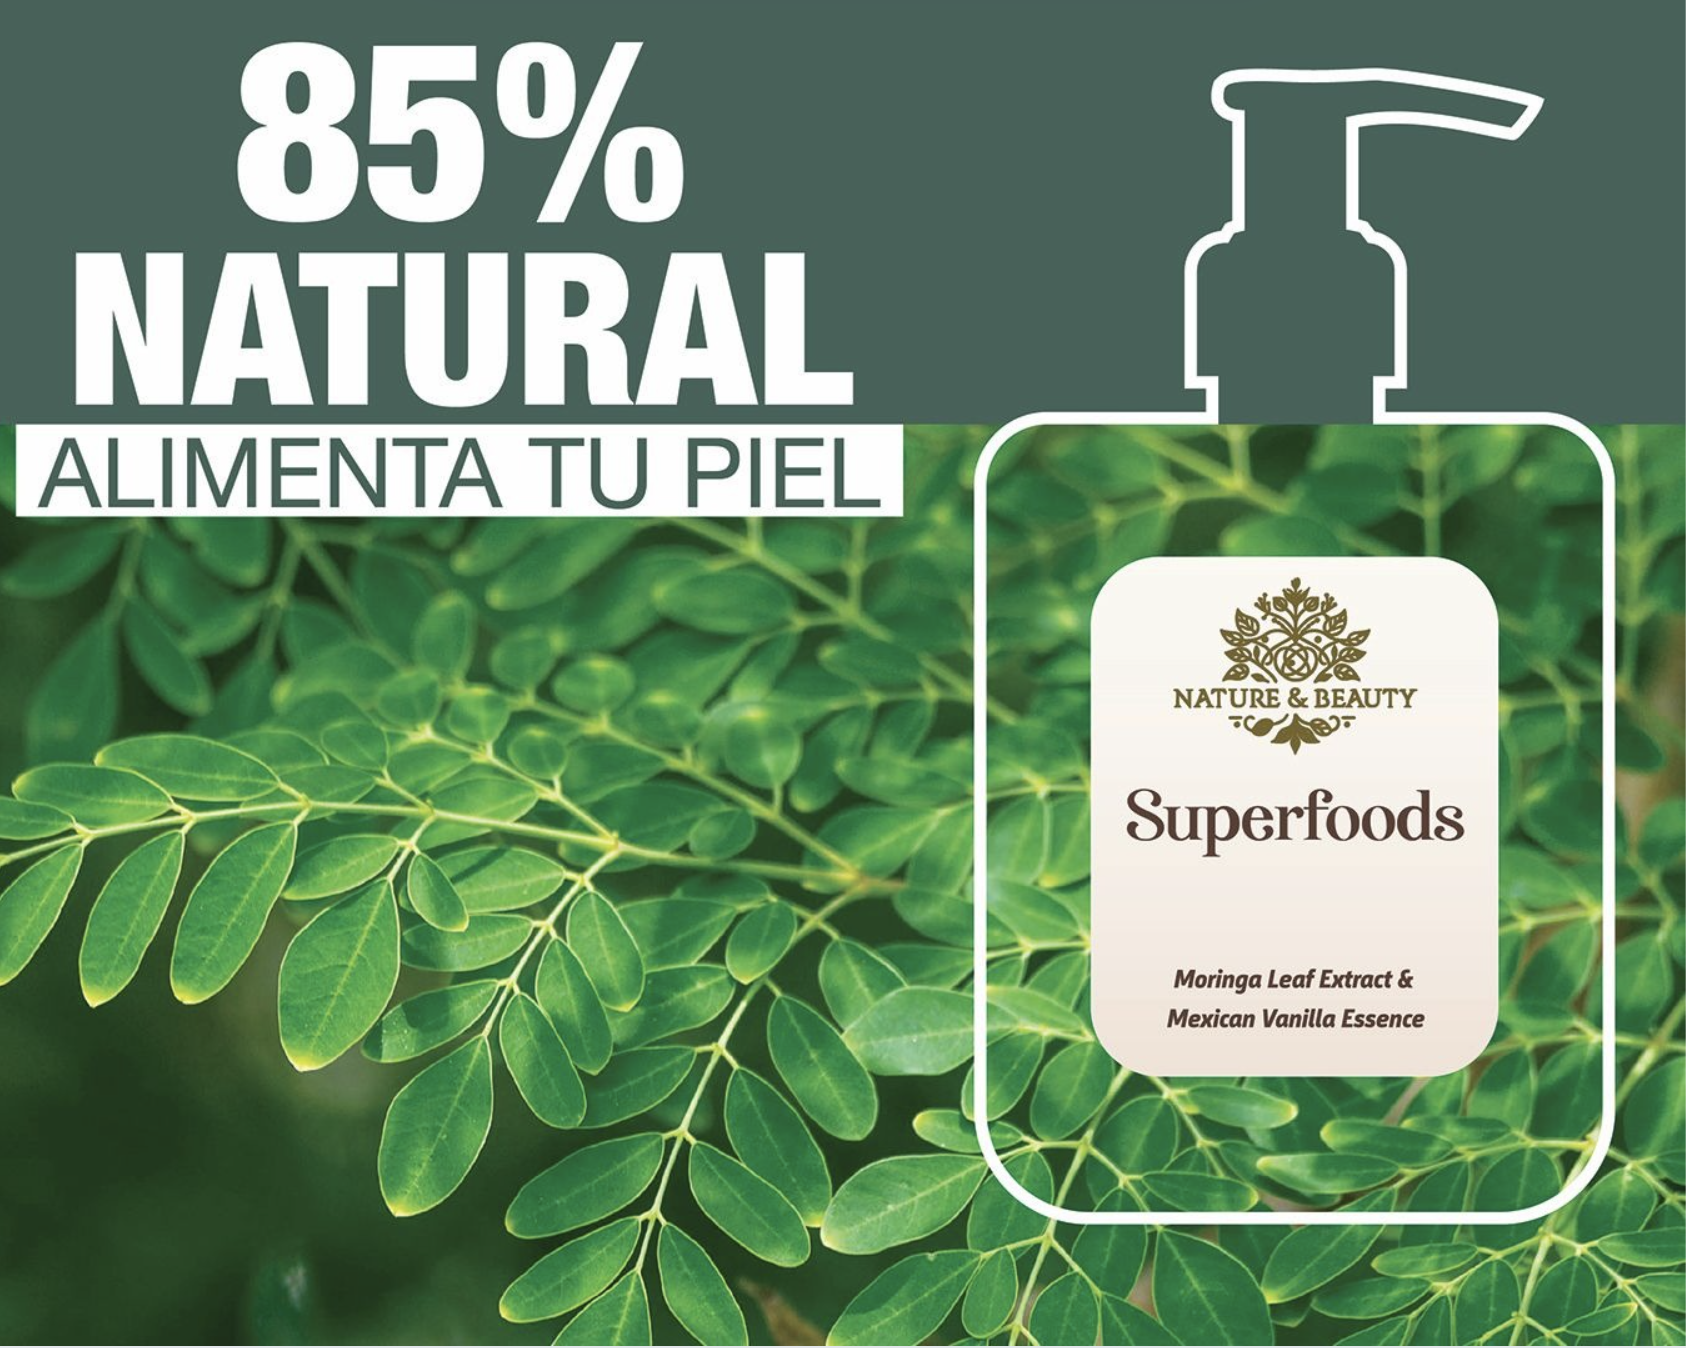 85%
NATURAL
ALIMENTA TU PIEL
NATURE & BEAUTY
Superfoods
Moringa Leaf Extract &
Mexican Vanilla Essence